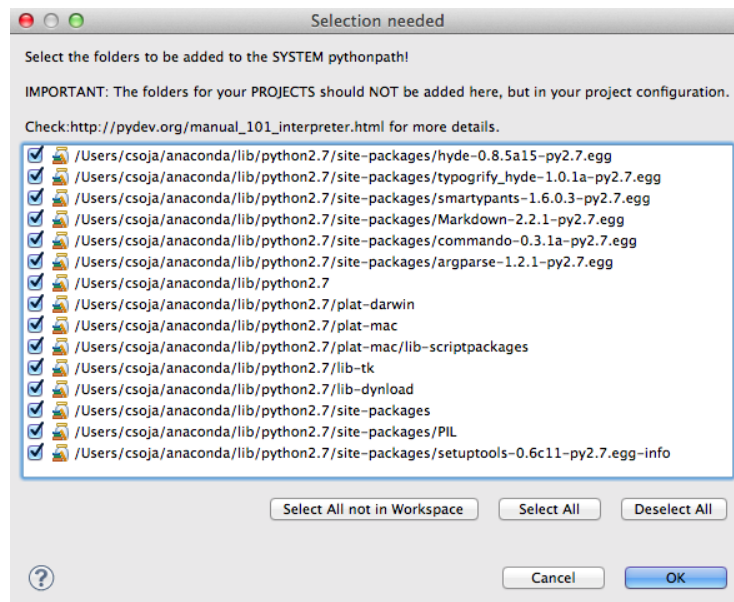 Selection needed
Select the folders to be added to the SYSTEM pythonpath!
IMPORTANT: The folders for your PROJECTS should NOT be added here, but in your project configuration.
Check:http://pydev.org/manual_101_interpreter.html for more details.
/Users/csoja/anaconda/lib/python2.7/site-packages/hyde-0.8.5a15-py2.7.egg
/Users/csoja/anaconda/lib/python2.7/site-packages/typogrify_hyde-1.0.1a-py2.7.egg
/Users/csoja/anaconda/lib/python2.7/site-packages/smartypants-1.6.0.3-py2.7.egg
/Users/csoja/anaconda/lib/python2.7/site-packages/Markdown-2.2.1-py2.7.egg
/Users/csoja/anaconda/lib/python2.7/site-packages/commando-0.3.1a-py2.7.egg
/Users/csoja/anaconda/lib/python2.7/site-packages/argparse-1.2.1-py2.7.egg
/Users/csoja/anaconda/lib/python2.7
/Users/csoja/anaconda/lib/python2.7/plat-darwin
/Users/csoja/anaconda/lib/python2.7/plat-mac
/Users/csoja/anaconda/lib/python2.7/plat-mac/lib-scriptpackages
/Users/csoja/anaconda/lib/python2.7/lib-tk
/Users/csoja/anaconda/lib/python2.7/lib-dynload
/Users/csoja/anaconda/lib/python2.7/site-packages
/Users/csoja/anaconda/lib/python2.7/site-packages/PIL
/Users/csoja/anaconda/lib/python2.7/site-packages/setuptools-0.6c11-py2.7.egg-info
Select All not in Workspace Select All Deselect All
? Cancel OK